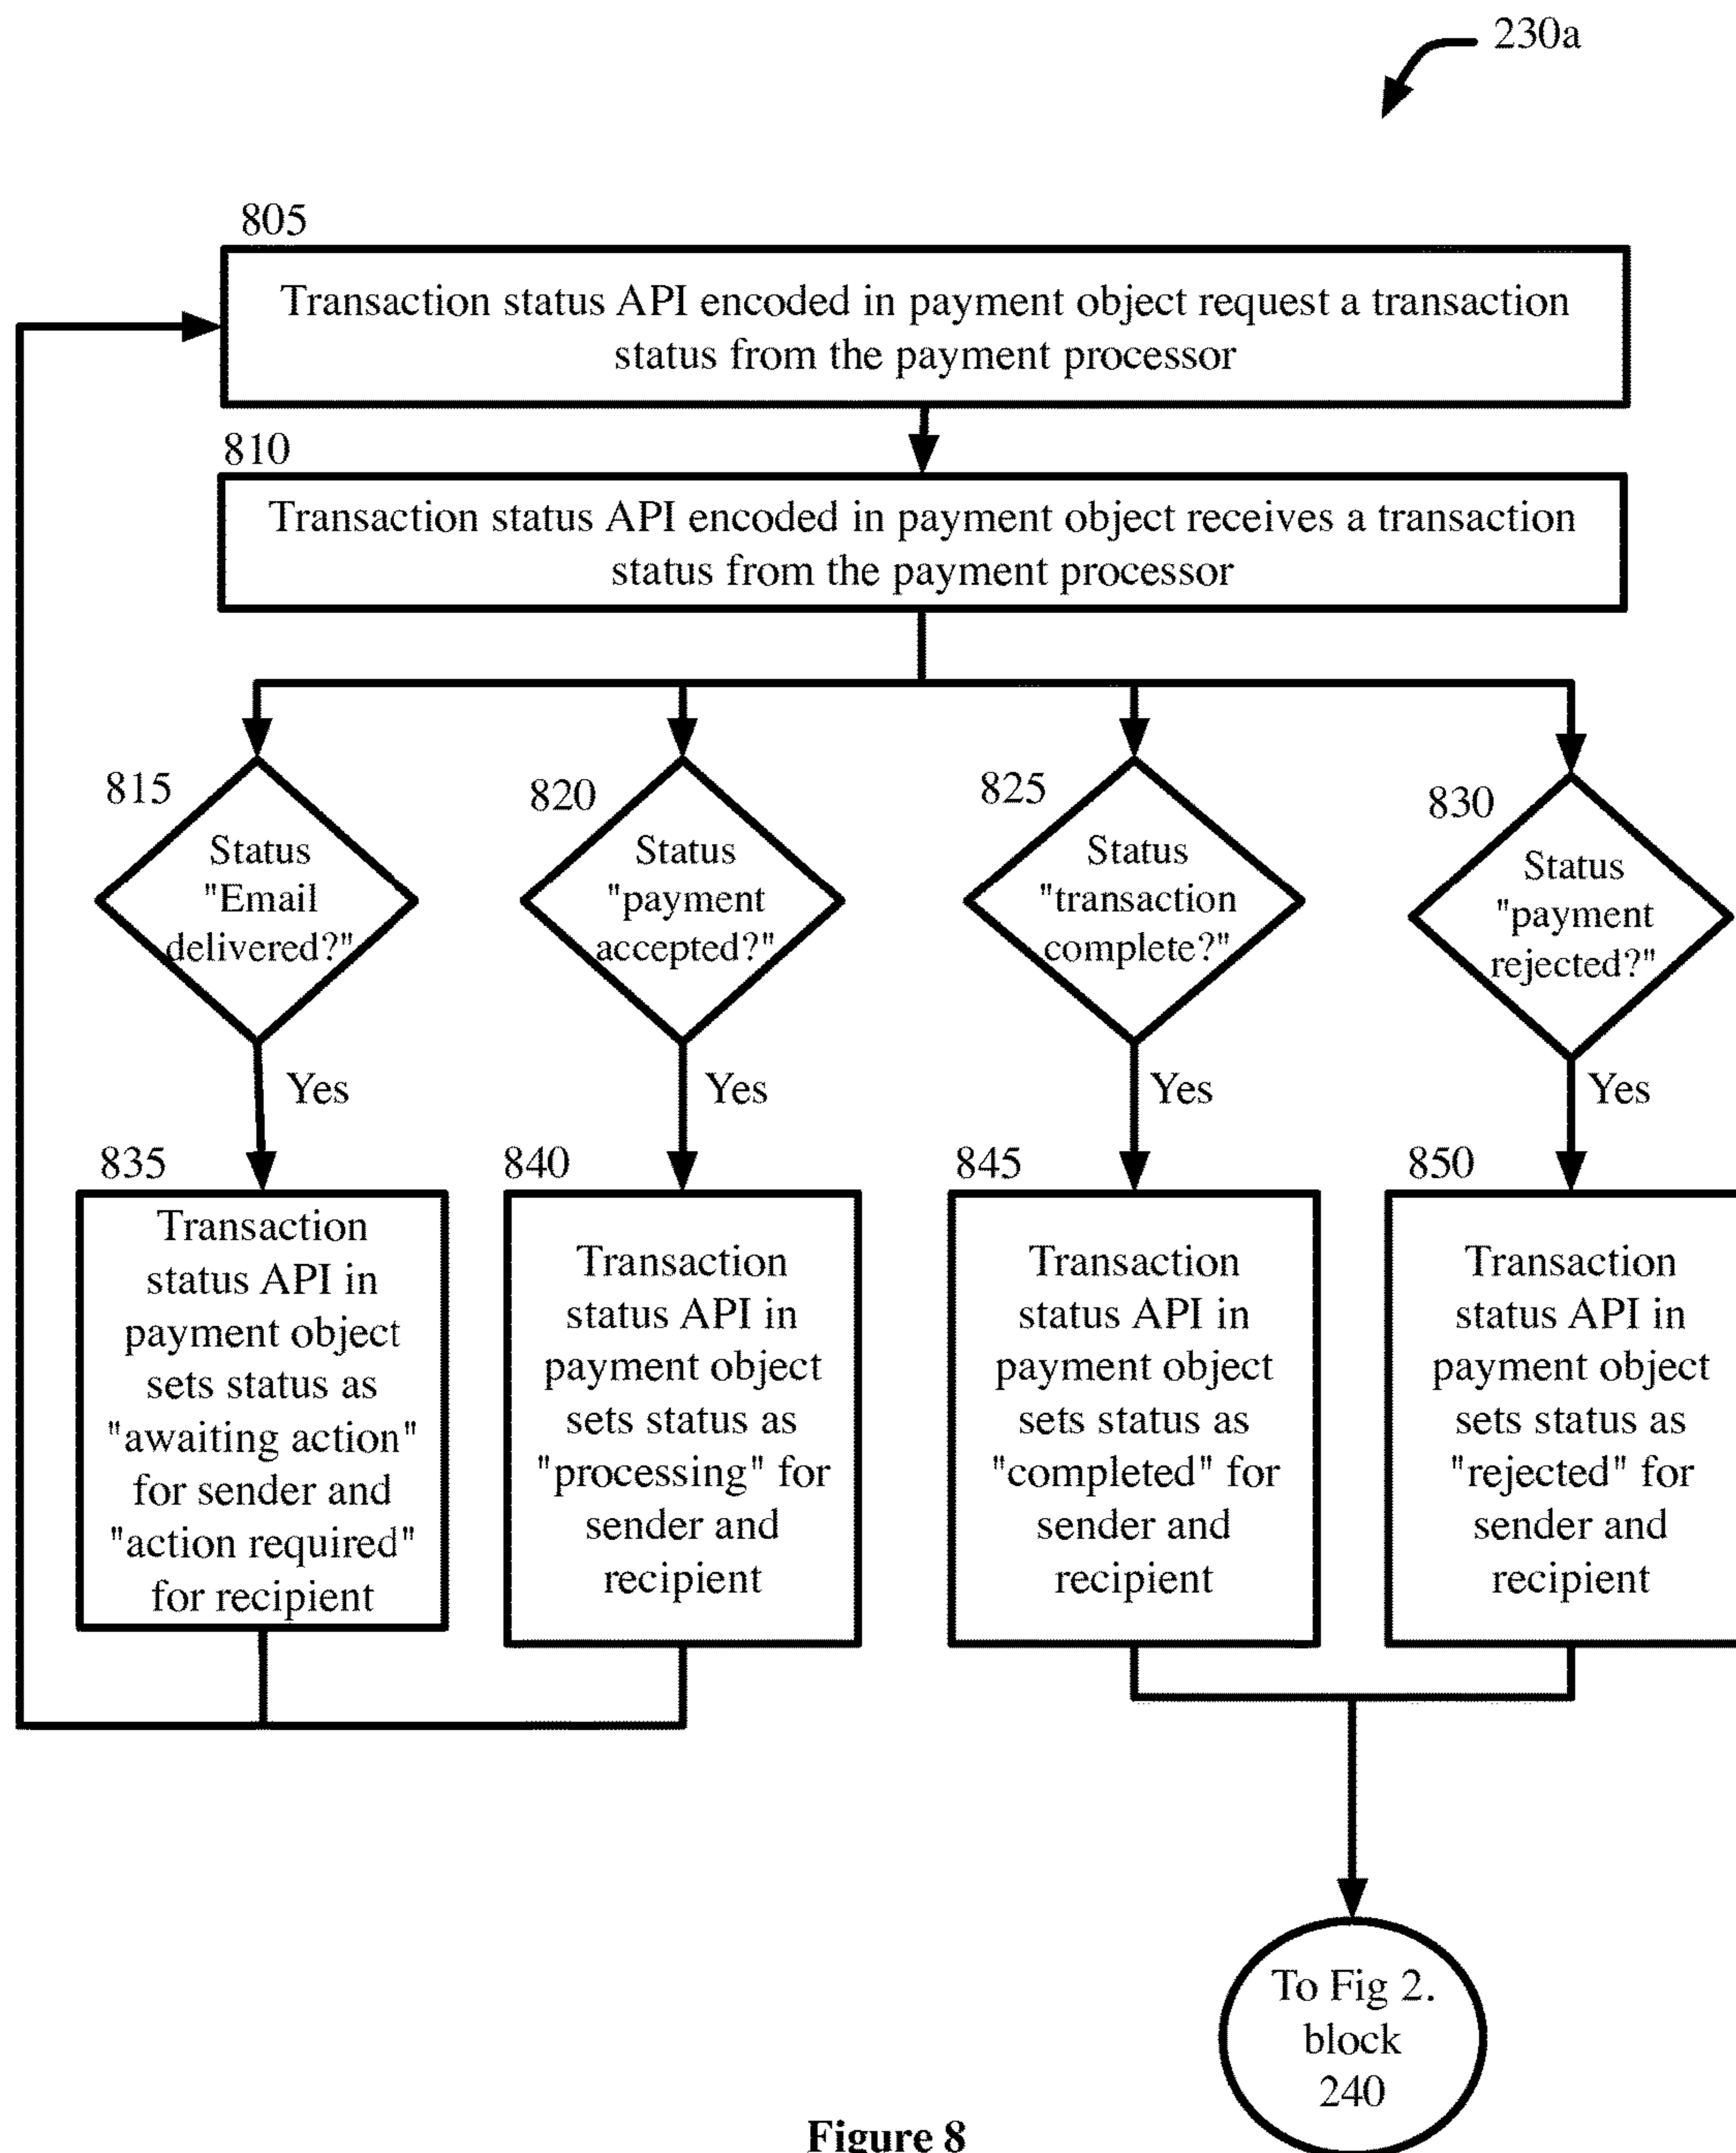 230a
805
Transaction status API encoded in payment object request a transaction
status from the payment processor
810
Transaction status API encoded in payment object receives a transaction
status from the payment processor
815
Status
"Email
delivered?"
820
Status
"payment
accepted?"
825
Status
"transaction
complete?"
830
Status
"payment
rejected?"
Yes
Yes
Yes
Yes
835
Transaction
status API in
payment object
sets status as
"awaiting action"
for sender and
"action required"
for recipient
840
Transaction
status API in
payment object
sets status as
"processing" for
sender and
recipient
845
Transaction
status API in
payment object
sets status as
"completed" for
sender and
recipient
850
Transaction
status API in
payment object
sets status as
"rejected" for
sender and
recipient
To Fig 2.
block
240
Figure 8